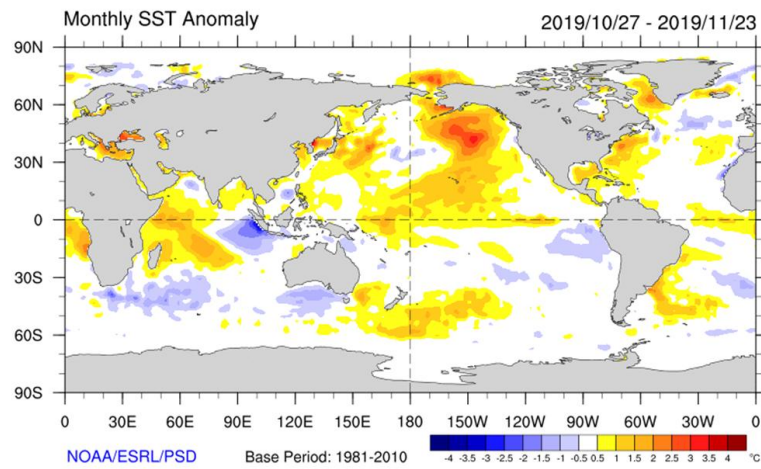 Monthly SST Anomaly 2019/10/27 - 2019/11/23
90N
60N
30N
0
30S
60S
90S
0 30E 60E 90E 120E 150E 180 150W 120W 90W 60W 30W 0
NOAA/ESRL/PSD Base Period: 1981-2010
-4 -3.5 -3 -2.5 -2 -1.5 -1 -0.5 0.5 1 1.5 2 2.5 3 3.5 4 °C